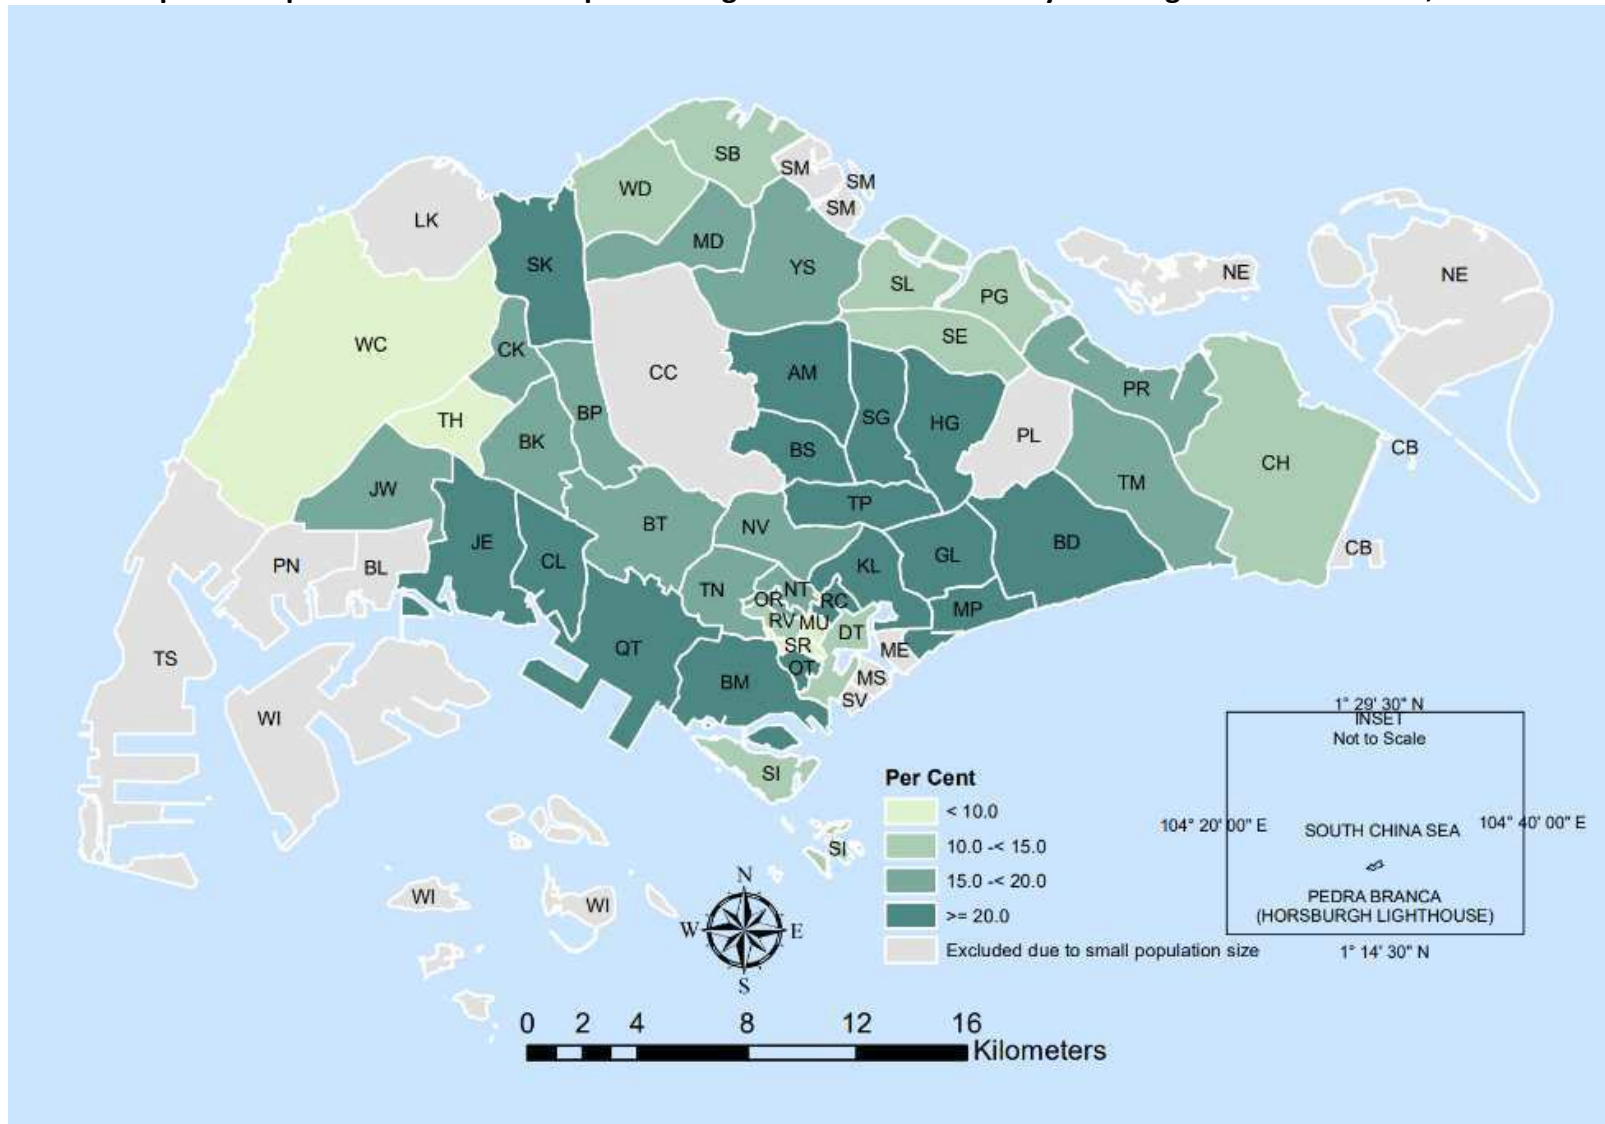 SB
SM
SM
SM
WD
LK
MD
SK
YS
NE
NE
SL
PG
SE
WC
CK
CC
AM
PR
TH
BP
SG
HG
BK
PL
CB
BS
CH
JW
TM
TP
BT
NV
JE
BD
CB
CL
GL
PN
BL
KL
TN
NT
OR
RC
MP
RV
MU
DT
QT
SR
ME
TS
OT
MS
BM
SV
WI
SI
SI
WI
WI
1° 29' 30" N
INSET
Not to Scale
104° 20' 00" E
SOUTH CHINA SEA
104° 40' 00" E
PEDRA BRANCA
(HORSBURGH LIGHTHOUSE)
1° 14' 30" N
Per Cent
< 10.0
10.0 -< 15.0
15.0 -< 20.0
>= 20.0
Excluded due to small population size
N
W
E
S
0 2 4 8 12 16
Kilometers